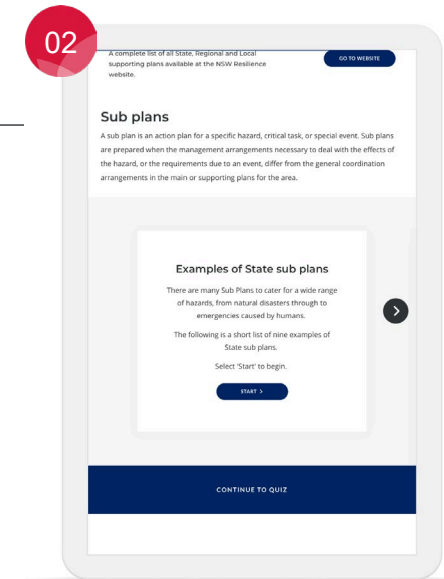 02
A complete list of all State, Regional and Local
supporting plans available at the NSW Resilience
website.
GO TO WEBSITE
Sub plans
A sub plan is an action plan for a specific hazard, critical task, or special event. Sub plans
are prepared when the management arrangements necessary to deal with the effects of
the hazard, or the requirements due to an event, differ from the general coordination
arrangements in the main or supporting plans for the area.
Examples of State sub plans
There are many Sub Plans to cater for a wide range
of hazards, from natural disasters through to
emergencies caused by humans.
The following is a short list of nine examples of
State sub plans.
Select 'Start' to begin.
START >
CONTINUE TO QUIZ